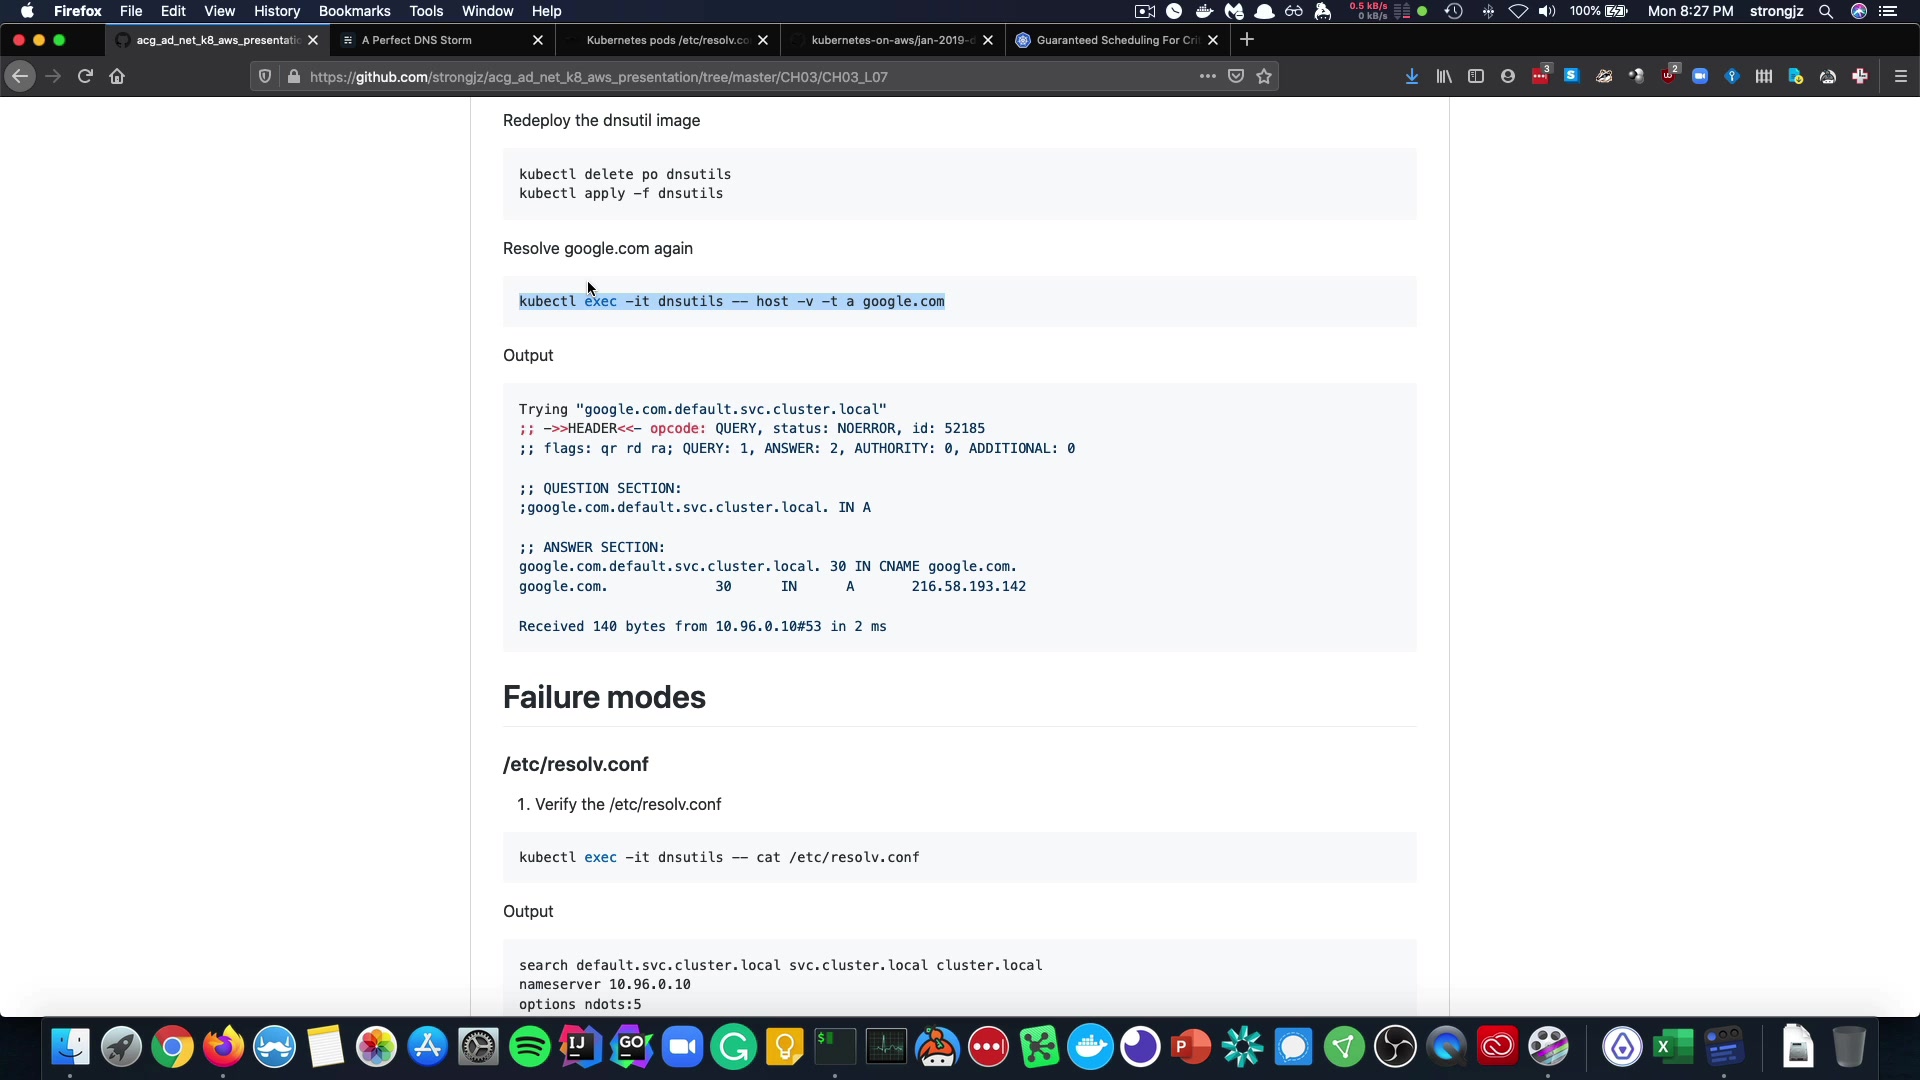 Firefox File Edit View History Bookmarks Tools Window Help 0.5 kB/s 0 kB/s 100% Mon 8:27 PM strongjz
acg_ad_net_k8_aws_presentatic A Perfect DNS Storm Kubernetes pods /etc/resolv.co kubernetes-on-aws/jan-2019-d Guaranteed Scheduling For Crit
https://github.com/strongjz/acg_ad_net_k8_aws_presentation/tree/master/CH03/CH03_L07
Redeploy the dnsutil image
kubectl delete po dnsutils
kubectl apply -f dnsutils
Resolve google.com again
kubectl exec -it dnsutils -- host -v -t a google.com
Output
Trying "google.com.default.svc.cluster.local"
;; ->>HEADER<<- opcode: QUERY, status: NOERROR, id: 52185
;; flags: qr rd ra; QUERY: 1, ANSWER: 2, AUTHORITY: 0, ADDITIONAL: 0
;; QUESTION SECTION:
;google.com.default.svc.cluster.local. IN A
;; ANSWER SECTION:
google.com.default.svc.cluster.local. 30 IN CNAME google.com.
google.com. 30 IN A 216.58.193.142
Received 140 bytes from 10.96.0.10#53 in 2 ms
Failure modes
/etc/resolv.conf
1. Verify the /etc/resolv.conf
kubectl exec -it dnsutils -- cat /etc/resolv.conf
Output
search default.svc.cluster.local svc.cluster.local cluster.local
nameserver 10.96.0.10
options ndots:5